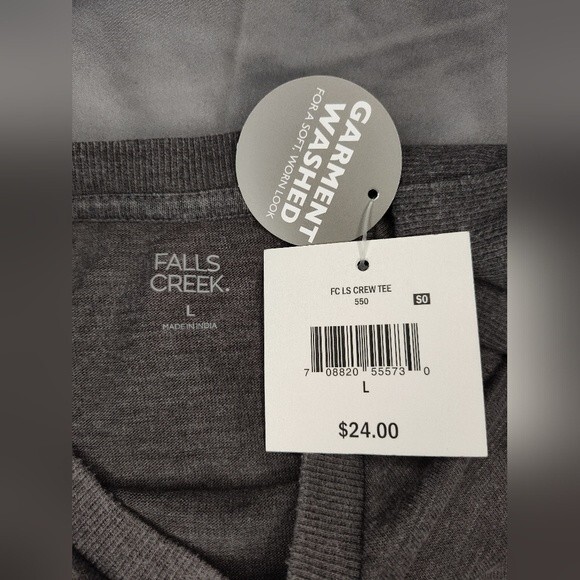 GARMENT
WASHED
FOR A SOFT, WORN LOOK
FALLS
CREEK.
L
MADE IN INDIA
FC LS CREW TEE
550
SO
7 08820 55573 0
L
$24.00